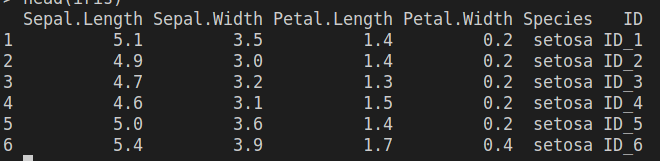 > head(iris)
Sepal.Length Sepal.Width Petal.Length Petal.Width Species ID
1 5.1 3.5 1.4 0.2 setosa ID_1
2 4.9 3.0 1.4 0.2 setosa ID_2
3 4.7 3.2 1.3 0.2 setosa ID_3
4 4.6 3.1 1.5 0.2 setosa ID_4
5 5.0 3.6 1.4 0.2 setosa ID_5
6 5.4 3.9 1.7 0.4 setosa ID_6